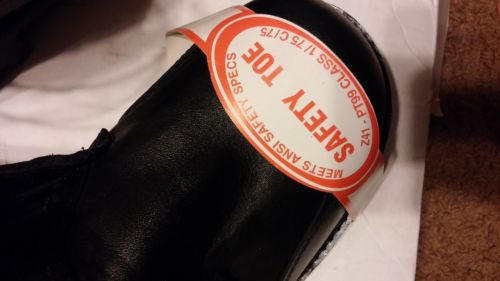 Z41 - PT99 CLASS 1/75 C/75
SAFETY TOE
MEETS ANSI SAFETY SPECS